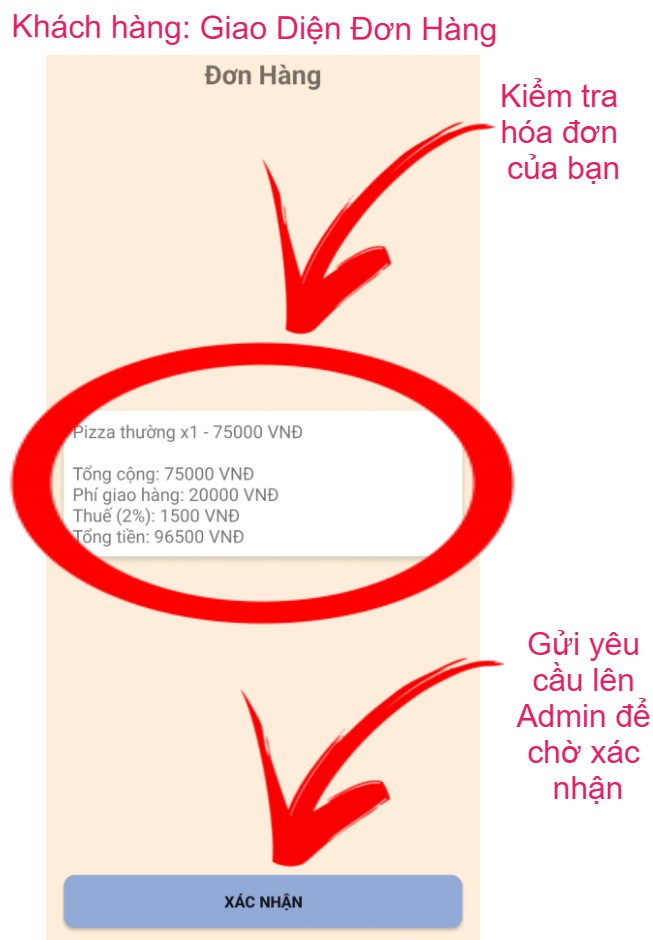 Khách hàng: Giao Diện Đơn Hàng
Đơn Hàng
Kiểm tra
hóa đơn
của bạn
Pizza thường x1 - 75000 VNĐ
Tổng cộng: 75000 VNĐ
Phí giao hàng: 20000 VNĐ
Thuế (2%): 1500 VNĐ
Tổng tiền: 96500 VNĐ
Gửi yêu
cầu lên
Admin để
chờ xác
nhận
XÁC NHẬN